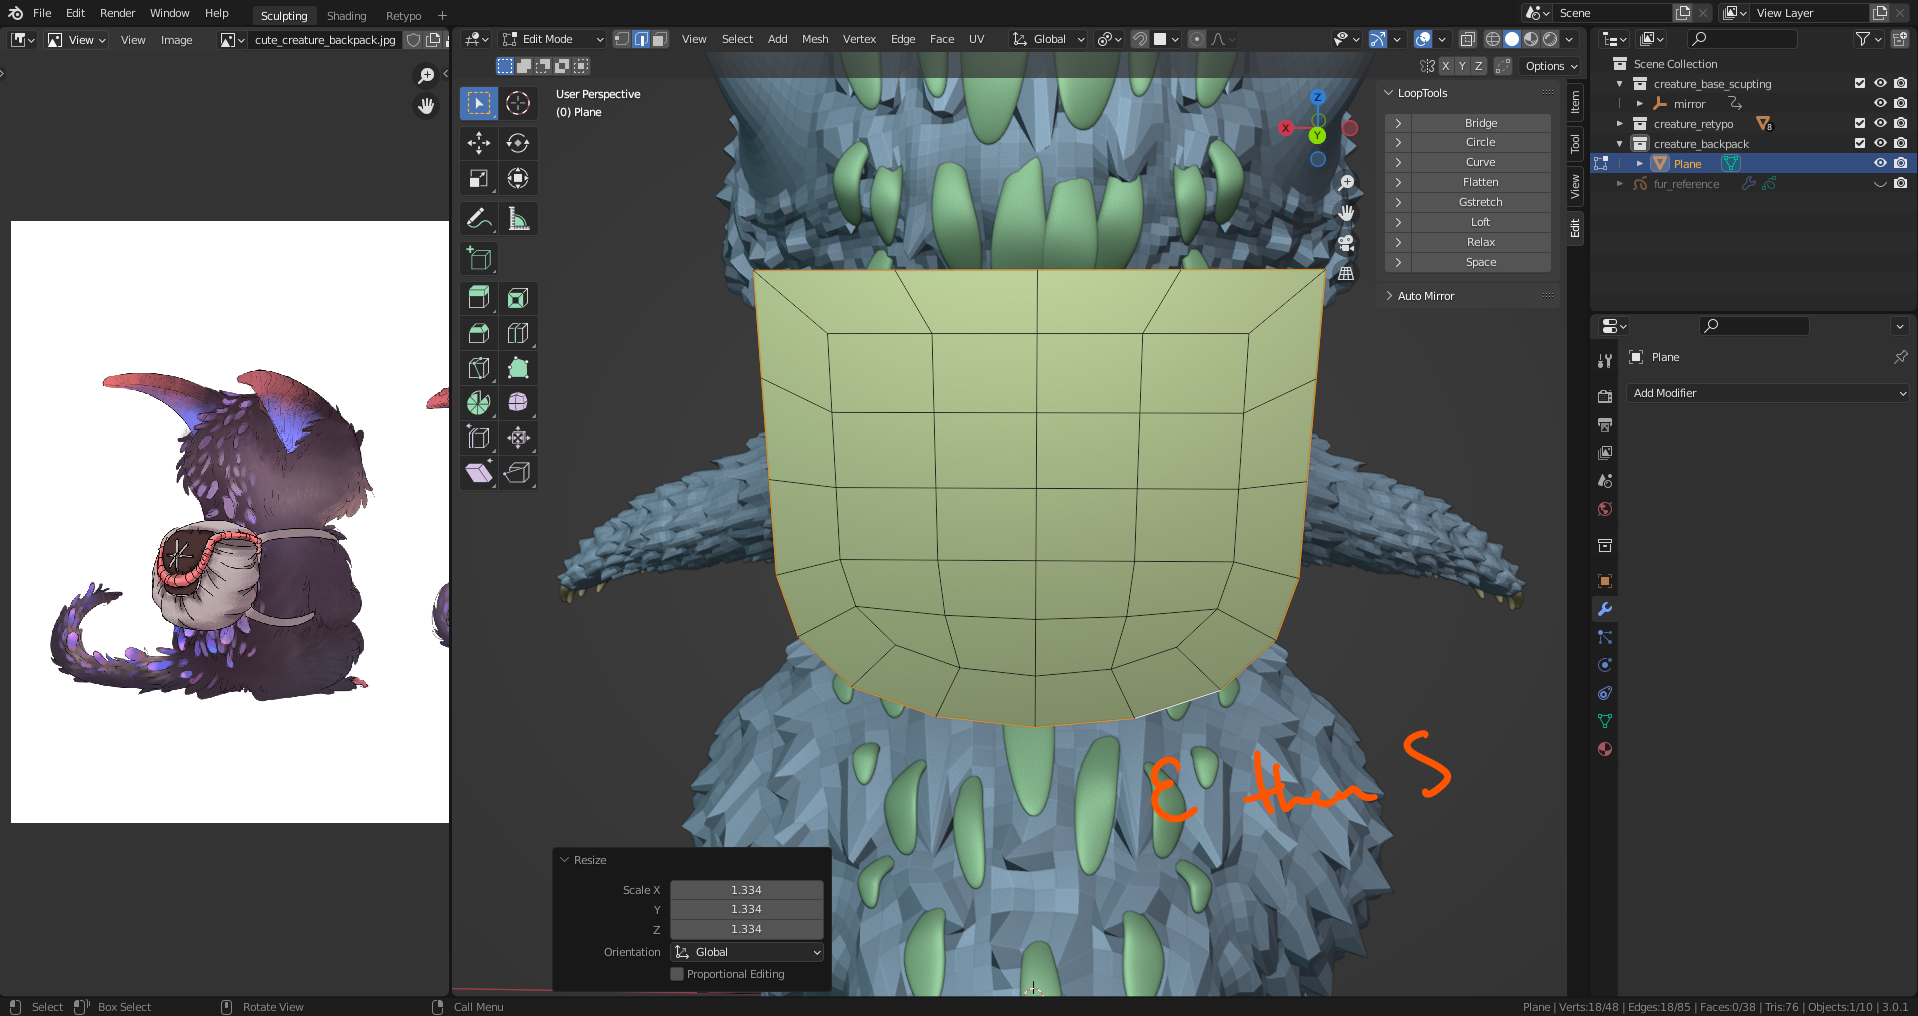 File Edit Render Window Help Sculpting Shading Retypo + Scene View Layer
View View Image cute_creature_backpack.jpg Edit Mode View Select Add Mesh Vertex Edge Face UV Global
X Y Z Options
User Perspective
(0) Plane
Z
X
Y
LoopTools
Bridge
Circle
Curve
Flatten
Gstretch
Loft
Relax
Space
Auto Mirror
Item
Tool
View
Edit
Scene Collection
creature_base_scupting
mirror
creature_retypo 8
creature_backpack
Plane
fur_reference
Plane
Add Modifier
E then S
Resize
Scale X 1.334
Y 1.334
Z 1.334
Orientation Global
Proportional Editing
Select Box Select Rotate View Call Menu
Plane | Verts:18/48 | Edges:18/85 | Faces:0/38 | Tris:76 | Objects:1/10 | 3.0.1